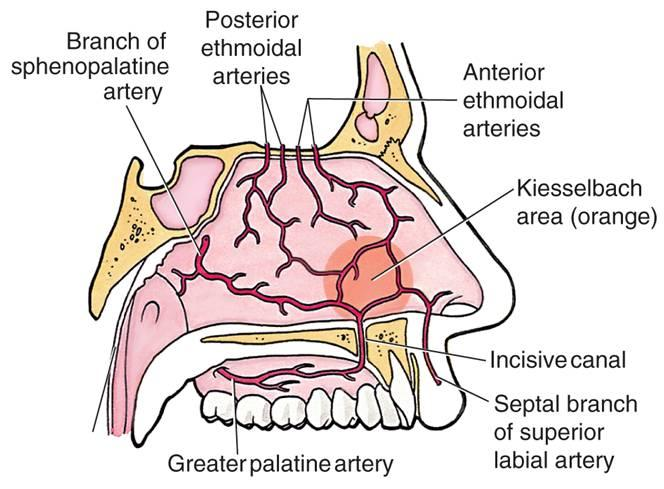 Posterior
ethmoidal
arteries
Branch of
sphenopalatine
artery
Anterior
ethmoidal
arteries
Kiesselbach
area (orange)
Incisive canal
Septal branch
of superior
labial artery
Greater palatine artery